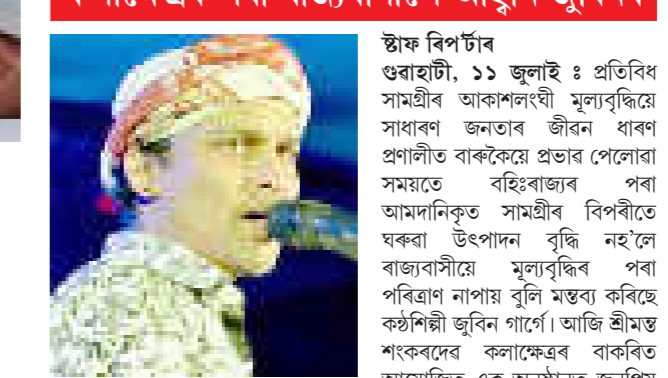 ষ্টাফ ৰিপৰ্টাৰ
গুৱাহাটী, ১১ জুলাই ঃ প্ৰতিবিধ
সামগ্ৰীৰ আকাশলংঘী মূল্যবৃদ্ধিয়ে
সাধাৰণ জনতাৰ জীৱন ধাৰণ
প্ৰণালীত বাৰুকৈয়ে প্ৰভাৱ পেলোৱা
সময়তে বহিঃৰাজ্যৰ পৰা
আমদানিকৃত সামগ্ৰীৰ বিপৰীতে
ঘৰুৱা উৎপাদন বৃদ্ধি নহ’লে
ৰাজ্যবাসীয়ে মূল্যবৃদ্ধিৰ পৰা
পৰিত্ৰাণ নাপায় বুলি মন্তব্য কৰিছে
কণ্ঠশিল্পী জুবিন গাৰ্গে। আজি শ্ৰীমন্ত
শংকৰদেৱ কলাক্ষেত্ৰৰ বাকৰিত